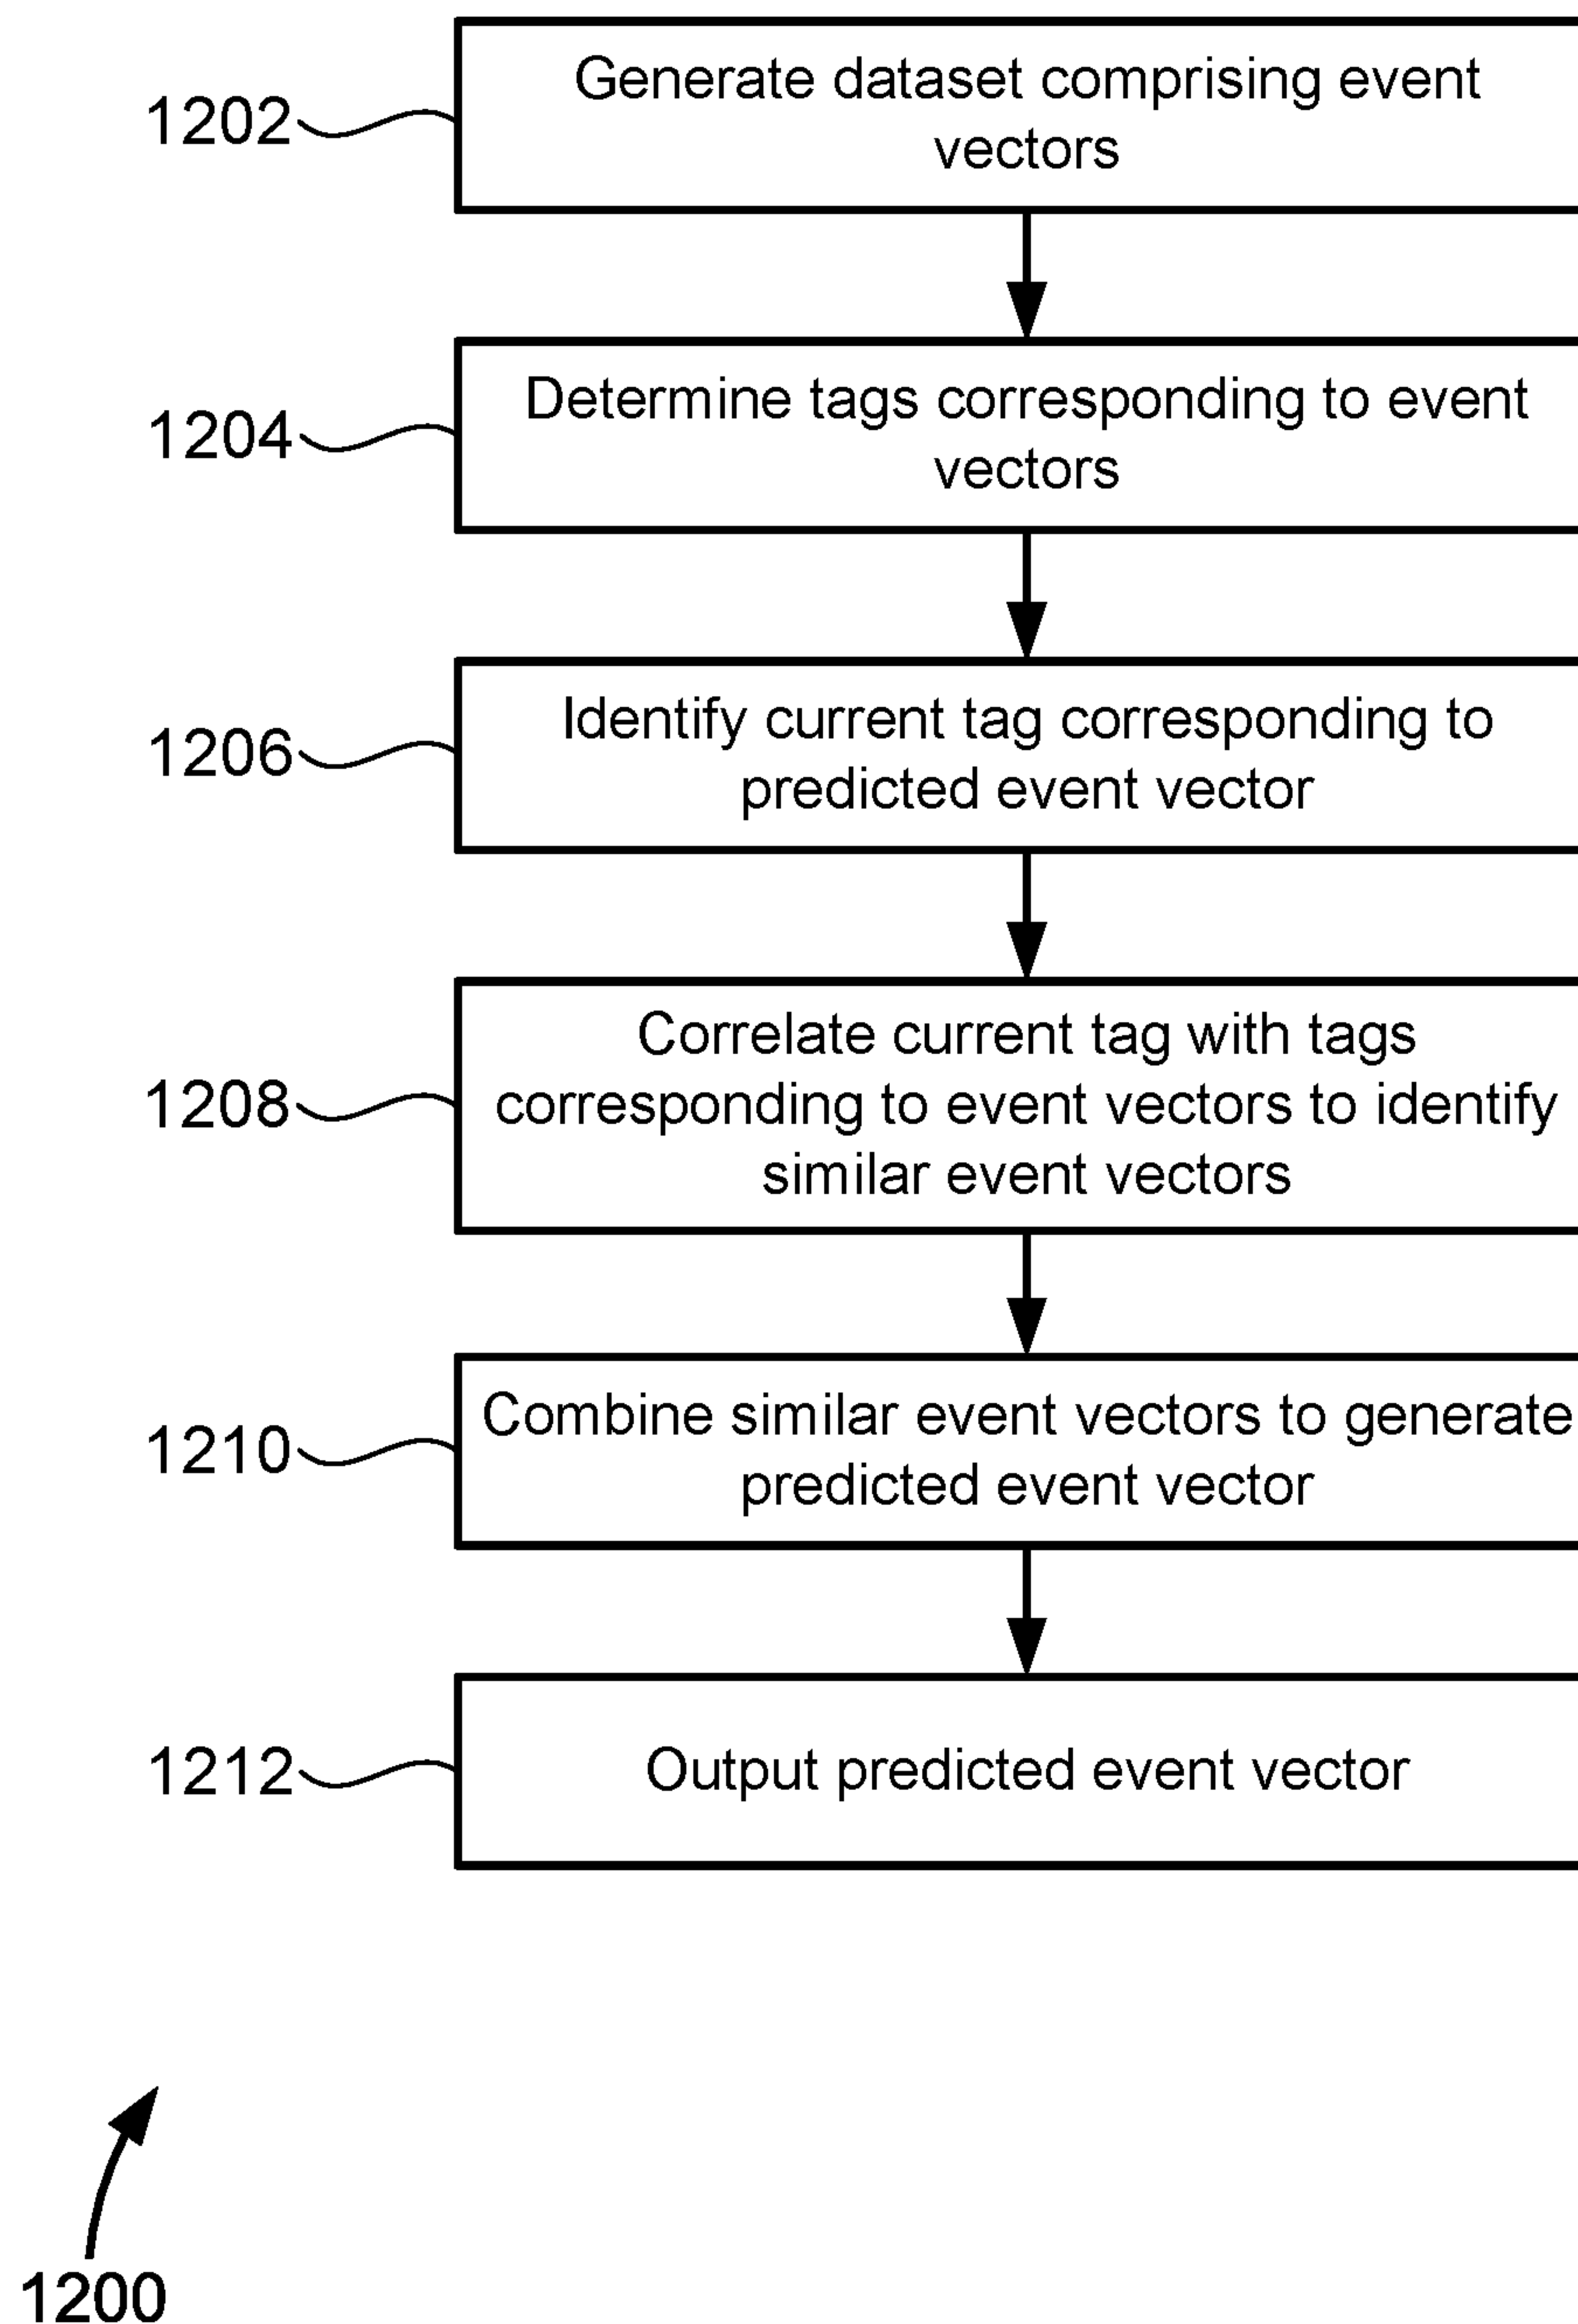 Generate dataset comprising event
vectors
1202
Determine tags corresponding to event
vectors
1204
Identify current tag corresponding to
predicted event vector
1206
Correlate current tag with tags
corresponding to event vectors to identify
similar event vectors
1208
Combine similar event vectors to generate
predicted event vector
1210
Output predicted event vector
1212
1200